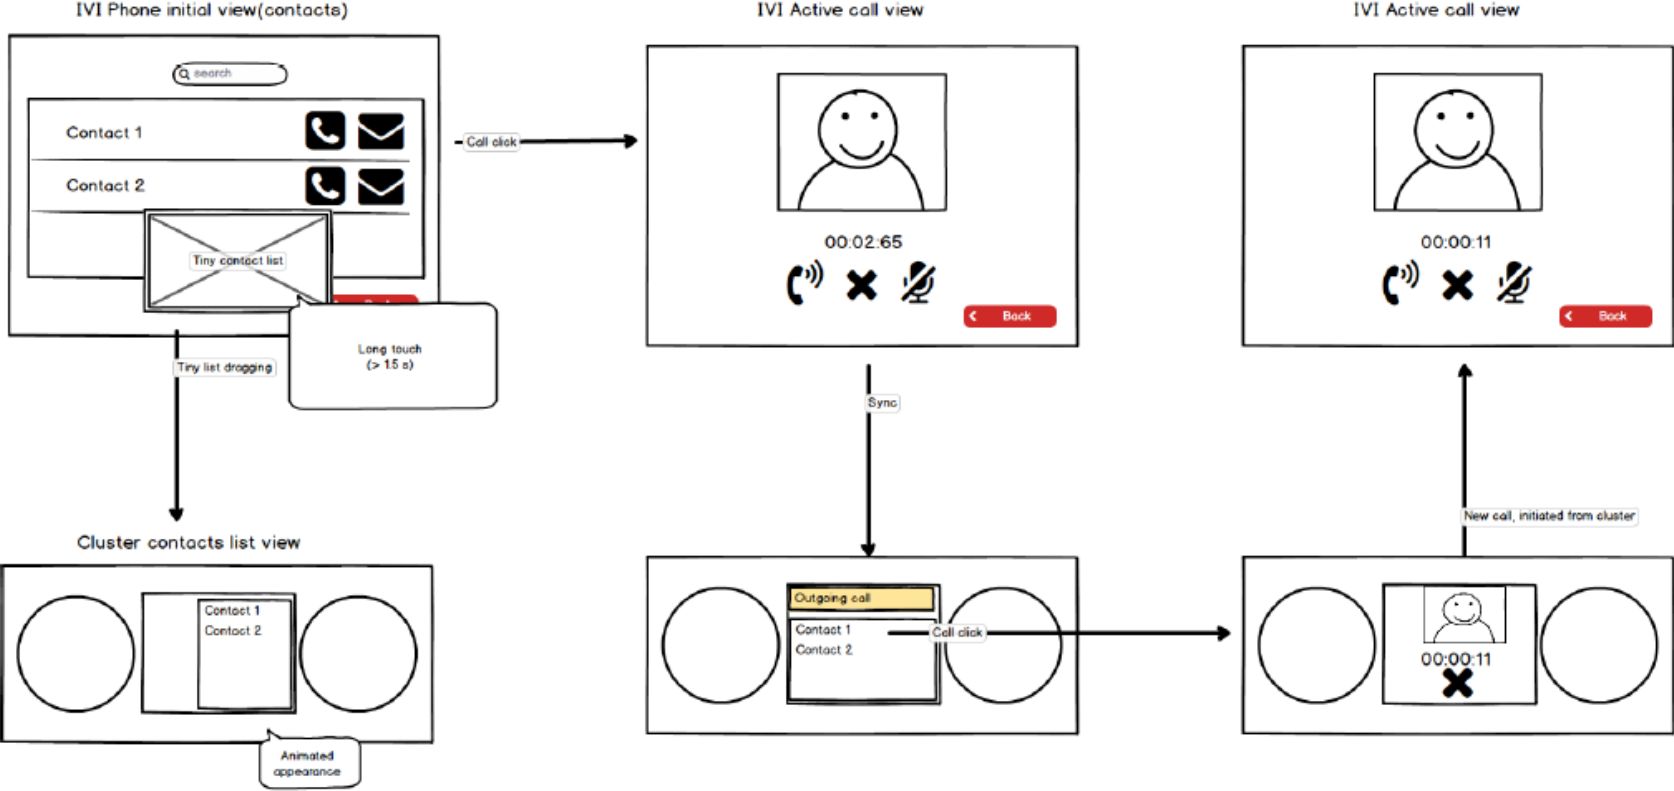 IVI Phone initial view(contacts)
search
Contact 1
Contact 2
Tiny contact list
Long touch
(> 1.5 s)
Call click
Tiny list dragging
Cluster contacts list view
Contact 1
Contact 2
Animated
appearance
IVI Active call view
00:02:65
Back
Sync
Outgoing call
Contact 1
Contact 2
Call click
IVI Active call view
00:00:11
Back
New call, initiated from cluster
00:00:11